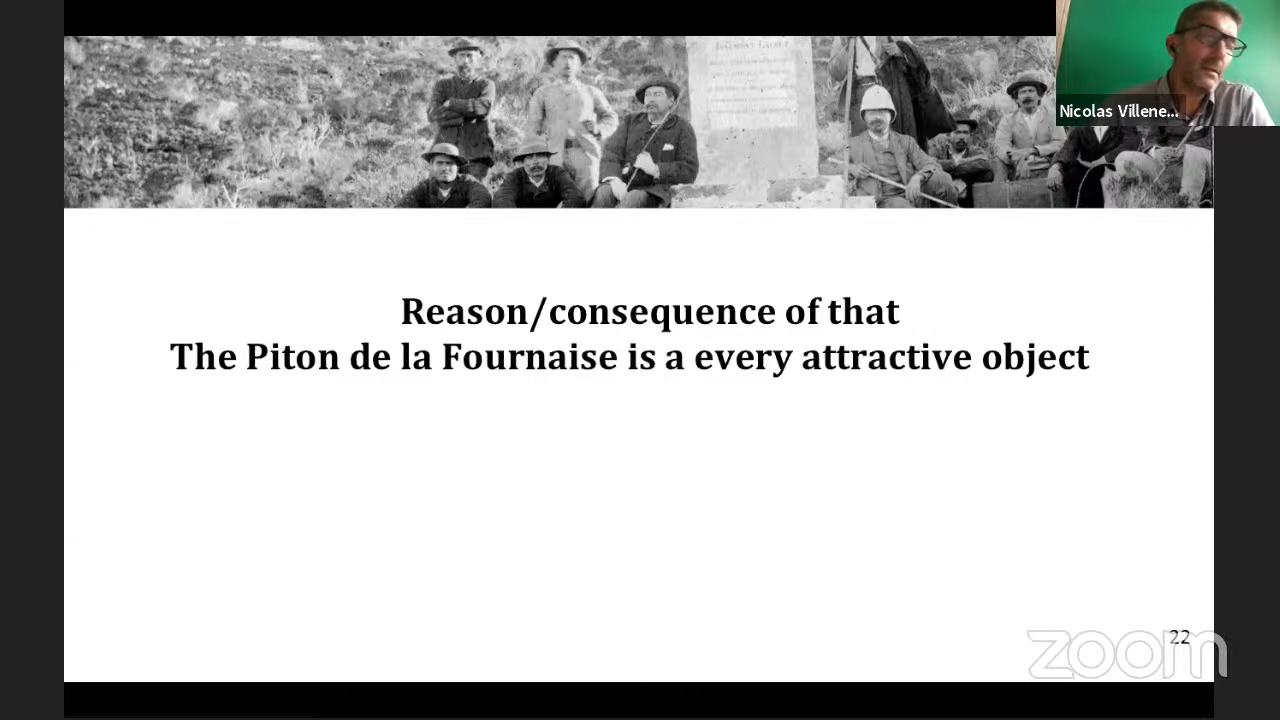 Nicolas Villene...
Reason/consequence of that
The Piton de la Fournaise is a every attractive object
22
zoom